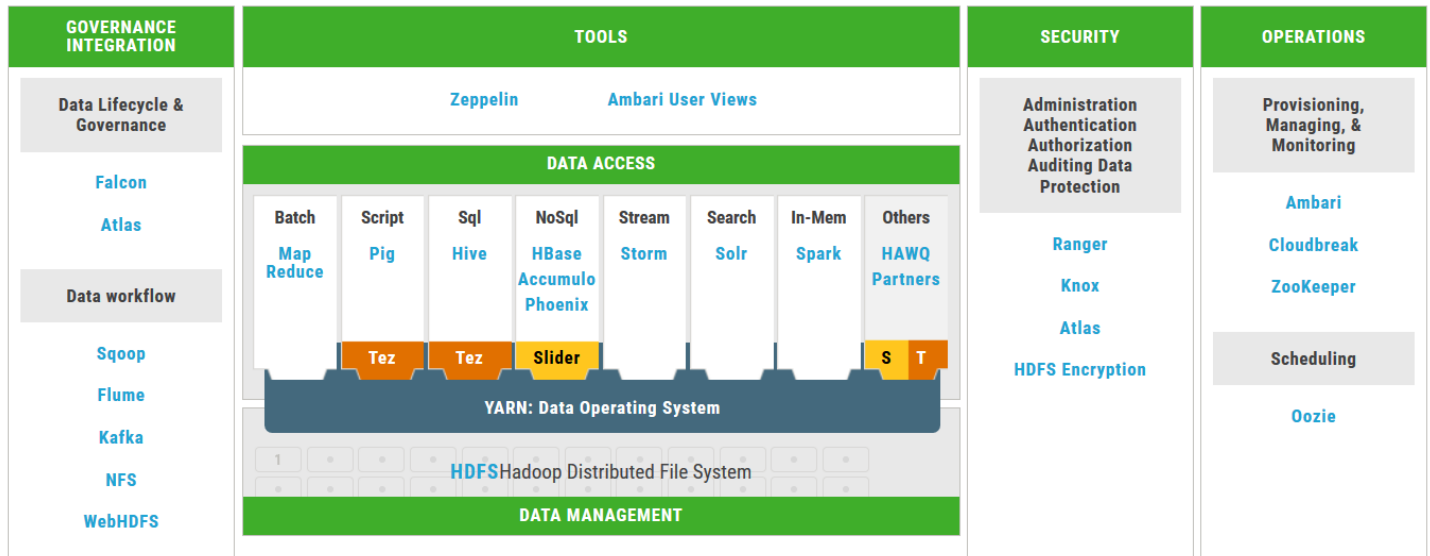 GOVERNANCE
INTEGRATION
Data Lifecycle &
Governance
Falcon
Atlas
Data workflow
Sqoop
Flume
Kafka
NFS
WebHDFS
TOOLS
Zeppelin
Ambari User Views
DATA ACCESS
Batch
Map
Reduce
Script
Pig
Tez
Sql
Hive
Tez
NoSql
HBase
Accumulo
Phoenix
Slider
Stream
Storm
Search
Solr
In-Mem
Spark
Others
HAWQ
Partners
S
T
YARN: Data Operating System
1
HDFSHadoop Distributed File System
DATA MANAGEMENT
SECURITY
Administration
Authentication
Authorization
Auditing Data
Protection
Ranger
Knox
Atlas
HDFS Encryption
OPERATIONS
Provisioning,
Managing, &
Monitoring
Ambari
Cloudbreak
ZooKeeper
Scheduling
Oozie